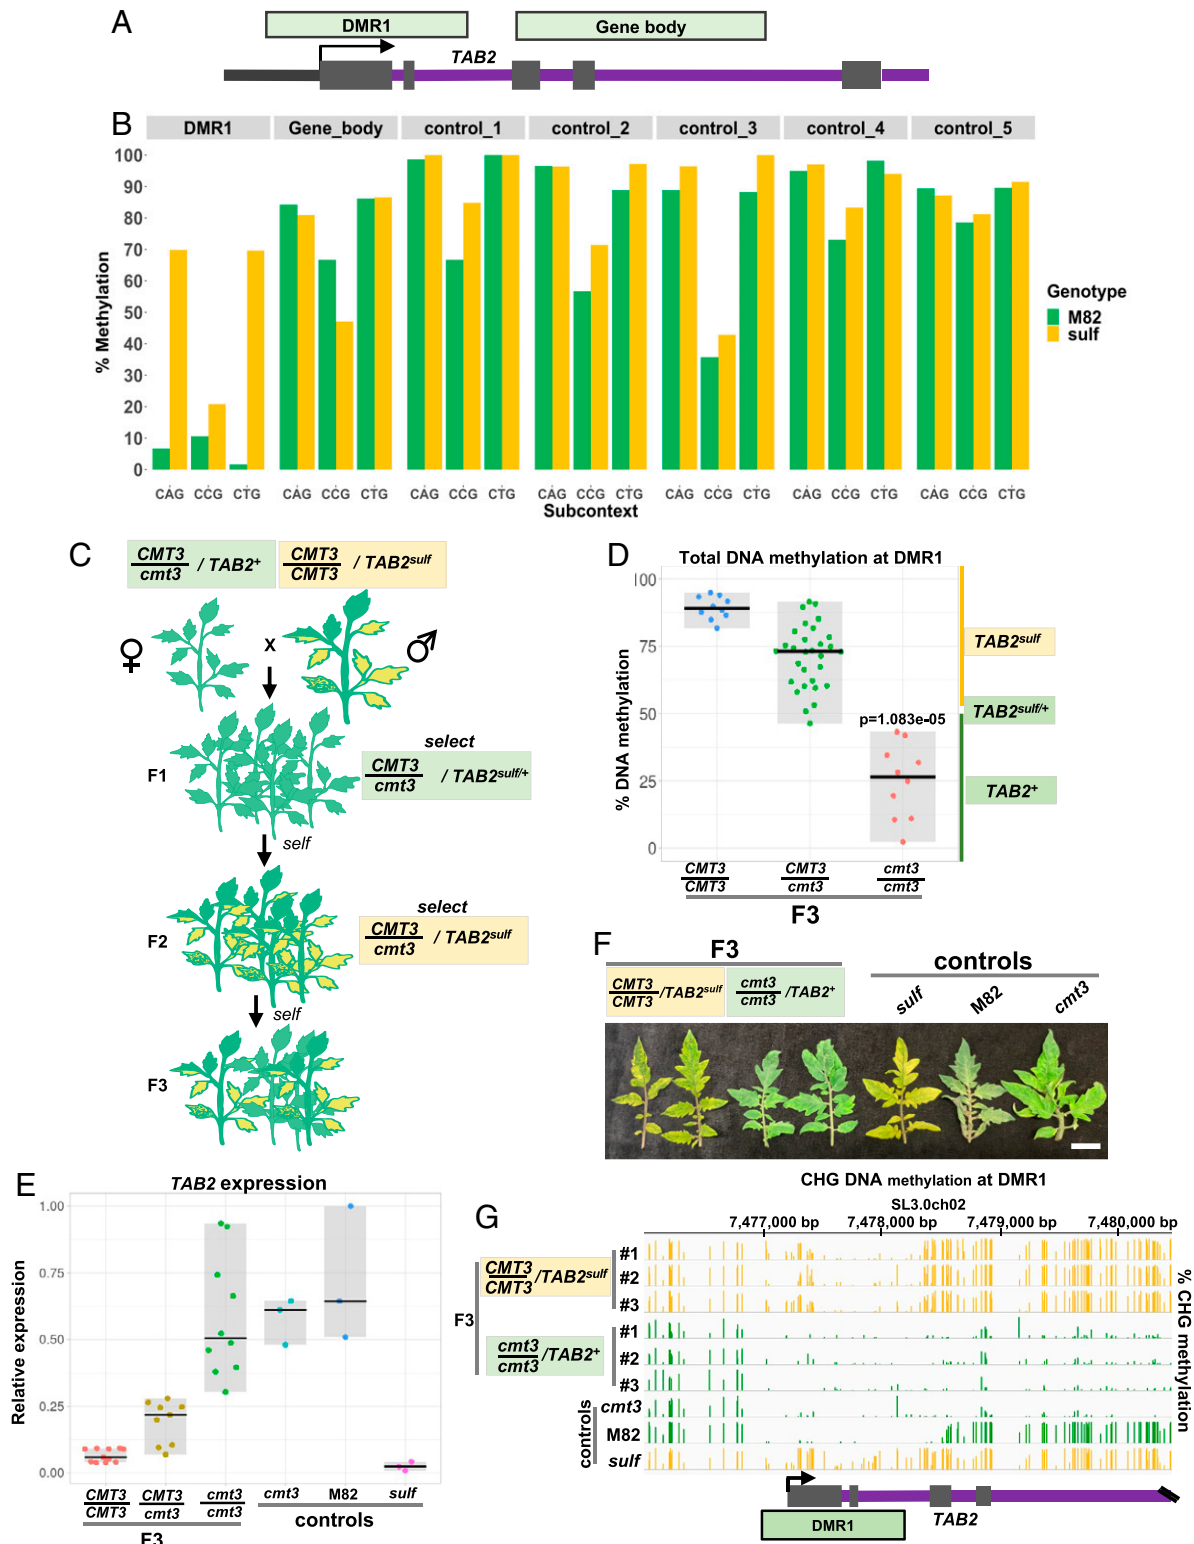 A
DMR1
Gene body
TAB2
B
DMR1 Gene_body control_1 control_2 control_3 control_4 control_5
100
90
80
70
60
50
40
30
20
10
0
% Methylation
CAG CCG CTG CAG CCG CTG CAG CCG CTG CAG CCG CTG CAG CCG CTG CAG CCG CTG CAG CCG CTG
Subcontext
Genotype
M82
sulf
C
CMT3
cmt3
/ TAB2+
CMT3
CMT3
/ TAB2sulf
♀ x ♂
F1
select
CMT3
cmt3
/ TAB2sulf/+
self
F2
select
CMT3
cmt3
/ TAB2sulf
self
F3
D
Total DNA methylation at DMR1
100
75
50
25
0
% DNA methylation
p=1.083e-05
TAB2sulf
TAB2sulf/+
TAB2+
CMT3 CMT3 cmt3
CMT3 cmt3 cmt3
F3
E
TAB2 expression
1.00
0.75
0.50
0.25
0.00
Relative expression
CMT3 CMT3 cmt3 cmt3 M82 sulf
CMT3 cmt3 cmt3
F3
controls
F
F3
controls
CMT3
CMT3
/TAB2sulf
cmt3
cmt3
/TAB2+
sulf M82 cmt3
G
CHG DNA methylation at DMR1
SL3.0ch02
7,477,000 bp 7,478,000 bp 7,479,000 bp 7,480,000 bp
F3
CMT3
CMT3
/TAB2sulf
#1
#2
#3
cmt3
cmt3
/TAB2+
#1
#2
#3
controls
cmt3
M82
sulf
% CHG methylation
DMR1
TAB2